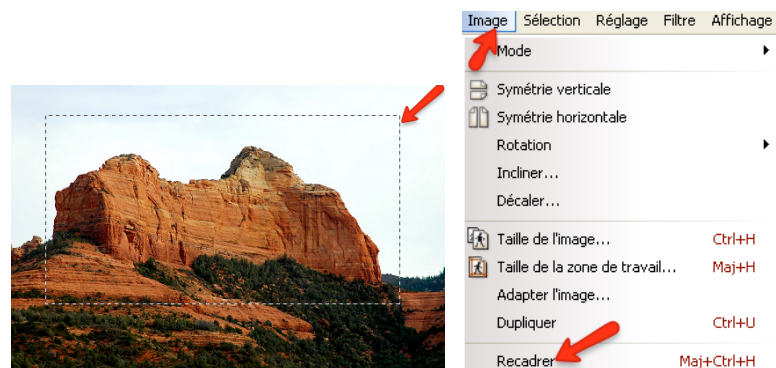 Image Sélection Réglage Filtre Affichage
Mode
Symétrie verticale
Symétrie horizontale
Rotation
Incliner...
Décaler...
Taille de l'image... Ctrl+H
Taille de la zone de travail... Maj+H
Adapter l'image...
Dupliquer Ctrl+U
Recadrer Maj+Ctrl+H